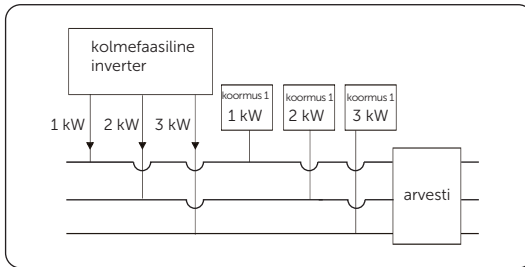 kolmefaasiline
inverter
koormus 1
1 kW
koormus 1
2 kW
koormus 1
3 kW
1 kW
2 kW
3 kW
arvesti